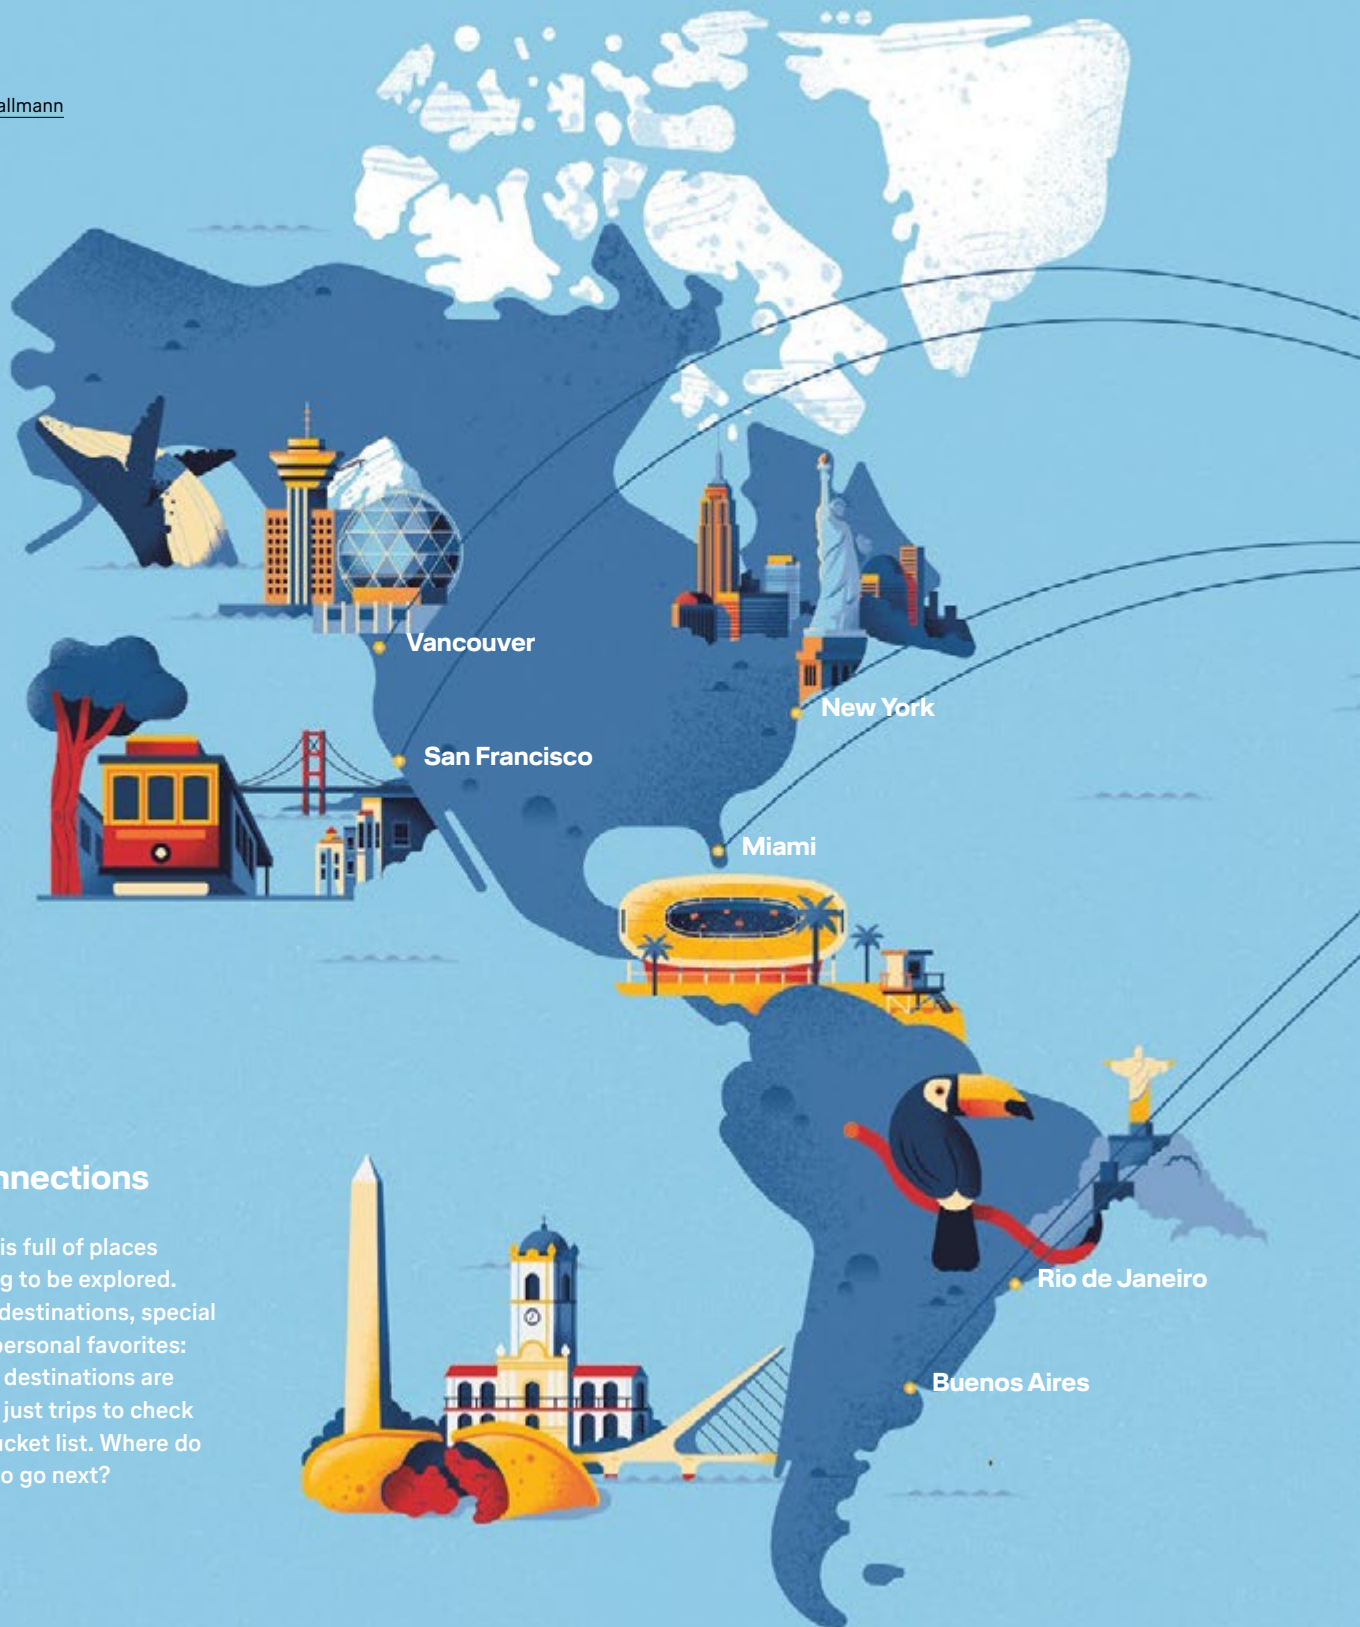 allmann
Vancouver
New York
San Francisco
Miami
nnections
is full of places
g to be explored.
destinations, special
personal favorites:
destinations are
just trips to check
ucket list. Where do
o go next?
Rio de Janeiro
Buenos Aires